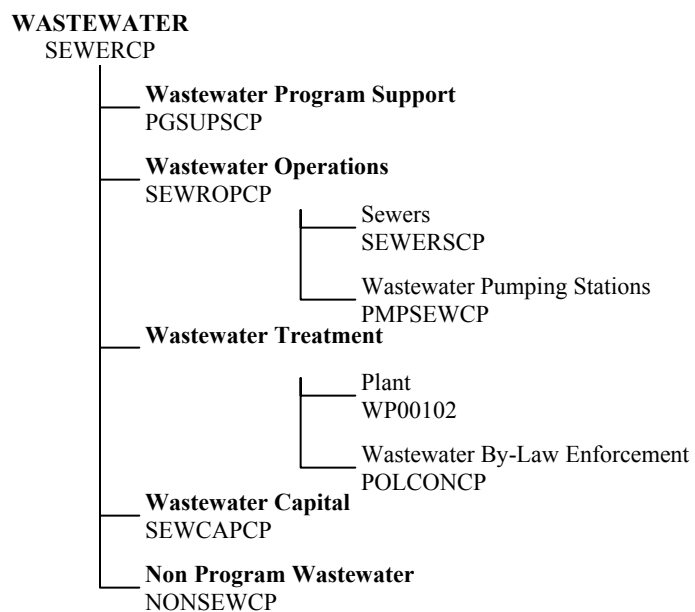 WASTEWATER
SEWERCP
Wastewater Program Support
PGSUPSCP
Wastewater Operations
SEWROPCP
Sewers
SEWERSCP
Wastewater Pumping Stations
PMPSEWCP
Wastewater Treatment
Plant
WP00102
Wastewater By-Law Enforcement
POLCONCP
Wastewater Capital
SEWCAPCP
Non Program Wastewater
NONSEWCP